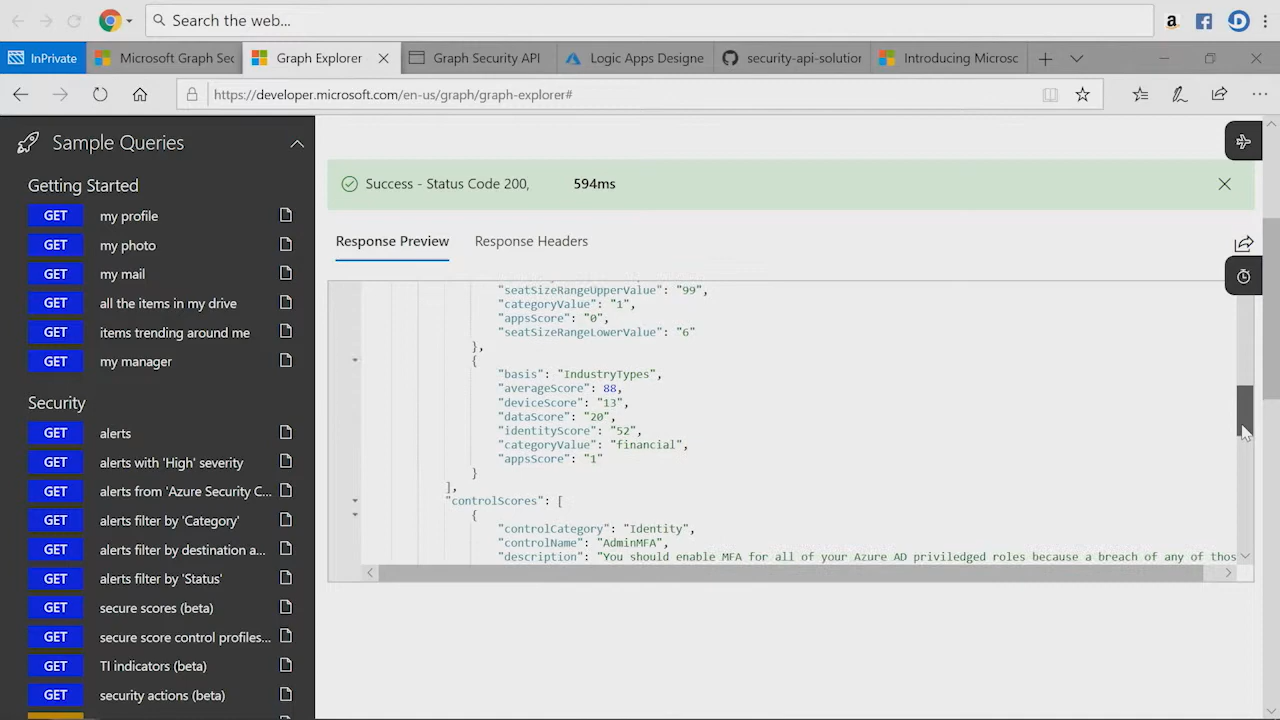 Search the web...
InPrivate
Microsoft Graph Sec
Graph Explorer
Graph Security API
Logic Apps Designe
security-api-solution
Introducing Microsc
https://developer.microsoft.com/en-us/graph/graph-explorer#
Sample Queries
Getting Started
GET my profile
GET my photo
GET my mail
GET all the items in my drive
GET items trending around me
GET my manager
Security
GET alerts
GET alerts with 'High' severity
GET alerts from 'Azure Security C...
GET alerts filter by 'Category'
GET alerts filter by destination a...
GET alerts filter by 'Status'
GET secure scores (beta)
GET secure score control profiles...
GET TI indicators (beta)
GET security actions (beta)
Success - Status Code 200, 594ms
Response Preview
Response Headers
"seatSizeRangeUpperValue": "99",
"categoryValue": "1",
"appsScore": "0",
"seatSizeRangeLowerValue": "6"
},
{
"basis": "IndustryTypes",
"averageScore": 88,
"deviceScore": "13",
"dataScore": "20",
"identityScore": "52",
"categoryValue": "financial",
"appsScore": "1"
}
],
"controlScores": [
{
"controlCategory": "Identity",
"controlName": "AdminMFA",
"description": "You should enable MFA for all of your Azure AD priviledged roles because a breach of any of thos